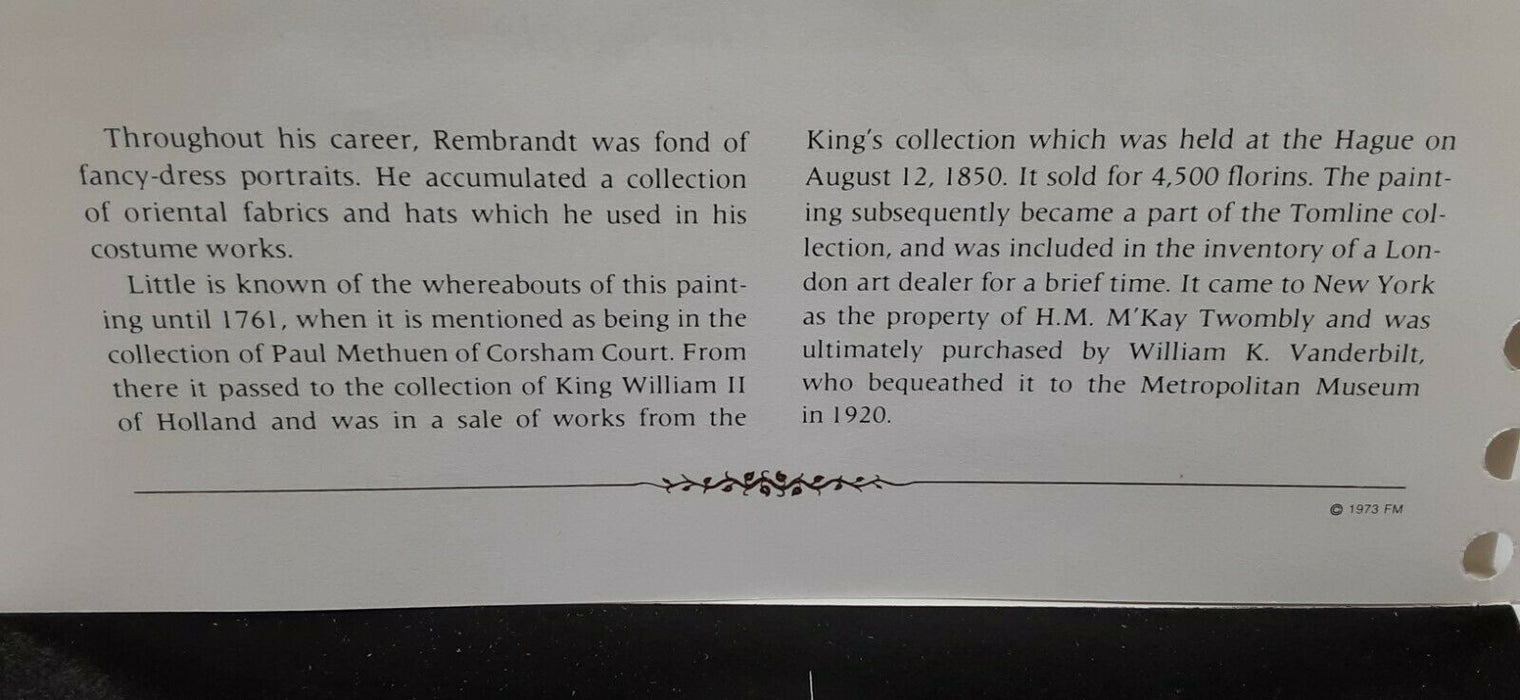 Throughout his career, Rembrandt was fond of
fancy-dress portraits. He accumulated a collection
of oriental fabrics and hats which he used in his
costume works.
Little is known of the whereabouts of this paint-
ing until 1761, when it is mentioned as being in the
collection of Paul Methuen of Corsham Court. From
there it passed to the collection of King William II
of Holland and was in a sale of works from the
King's collection which was held at the Hague on
August 12, 1850. It sold for 4,500 florins. The paint-
ing subsequently became a part of the Tomline col-
lection, and was included in the inventory of a Lon-
don art dealer for a brief time. It came to New York
as the property of H.M. M'Kay Twombly and was
ultimately purchased by William K. Vanderbilt,
who bequeathed it to the Metropolitan Museum
in 1920.
© 1973 FM